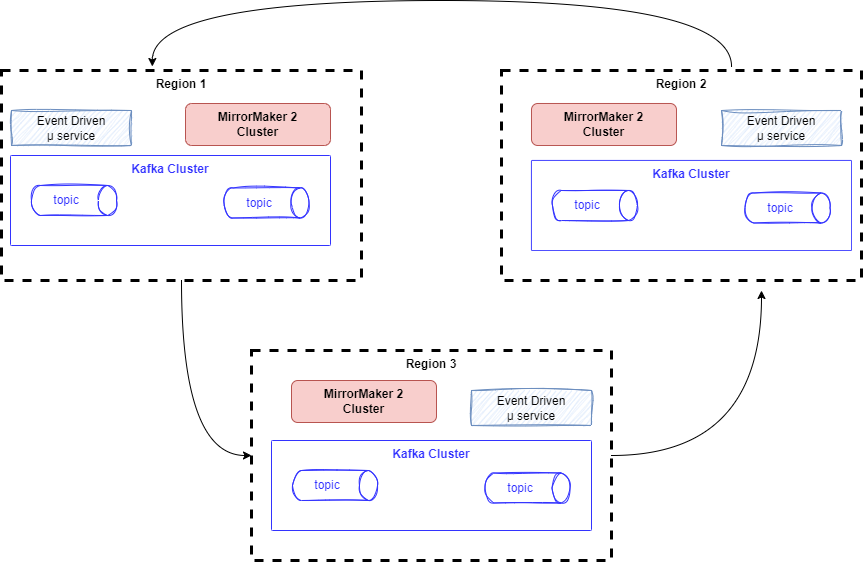 Region 1
Event Driven
µ service
MirrorMaker 2
Cluster
Kafka Cluster
topic
topic
Region 2
MirrorMaker 2
Cluster
Event Driven
µ service
Kafka Cluster
topic
topic
Region 3
MirrorMaker 2
Cluster
Event Driven
µ service
Kafka Cluster
topic
topic